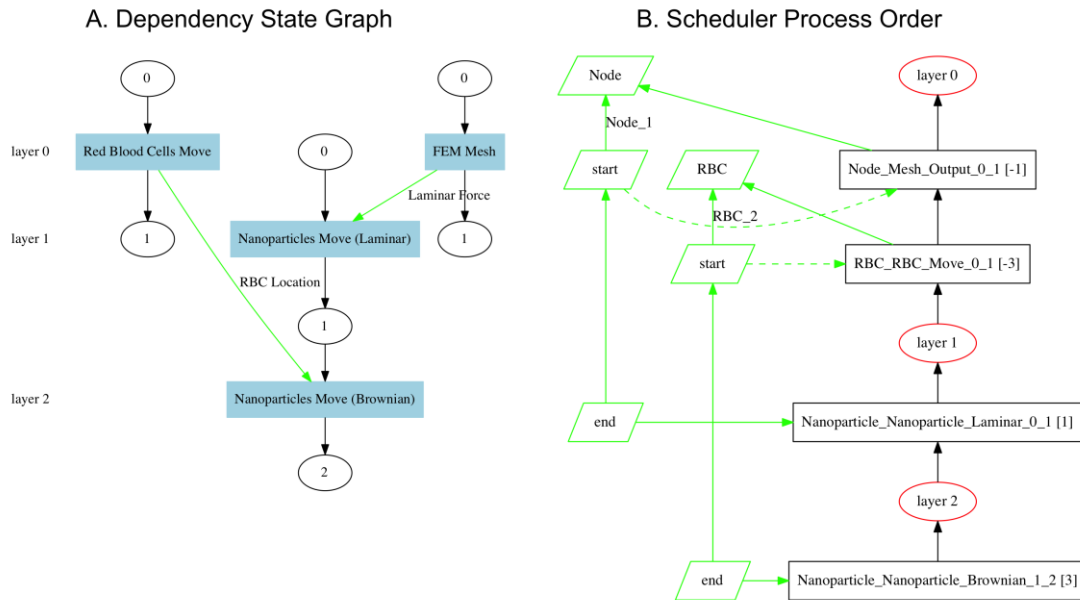 A. Dependency State Graph
0
0
layer 0
Red Blood Cells Move
0
FEM Mesh
Laminar Force
layer 1
1
Nanoparticles Move (Laminar)
1
RBC Location
1
layer 2
Nanoparticles Move (Brownian)
2
B. Scheduler Process Order
Node
layer 0
Node_1
start
RBC
Node_Mesh_Output_0_1 [-1]
RBC_2
start
RBC_RBC_Move_0_1 [-3]
layer 1
end
Nanoparticle_Nanoparticle_Laminar_0_1 [1]
layer 2
end
Nanoparticle_Nanoparticle_Brownian_1_2 [3]